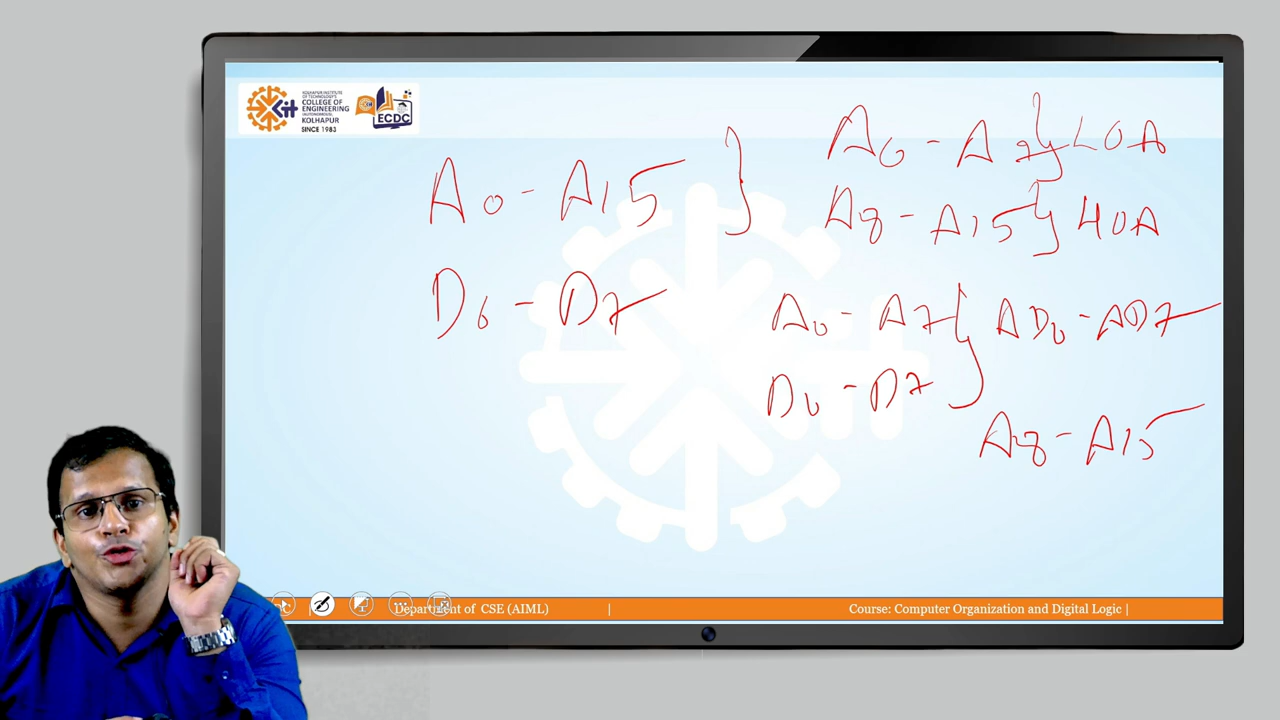 KOLHAPUR INSTITUTE
OF TECHNOLOGY'S
COLLEGE OF
ENGINEERING
(AUTONOMOUS),
KOLHAPUR
SINCE 1983
Kit
ECDC
A0 - A15 }
D0 - D7
A0 - A7 } LOA
A8 - A15 } HOA
A0 - A7 } AD0 - AD7
D0 - D7
A8 - A15
Department of CSE (AIML) |
Course: Computer Organization and Digital Logic |